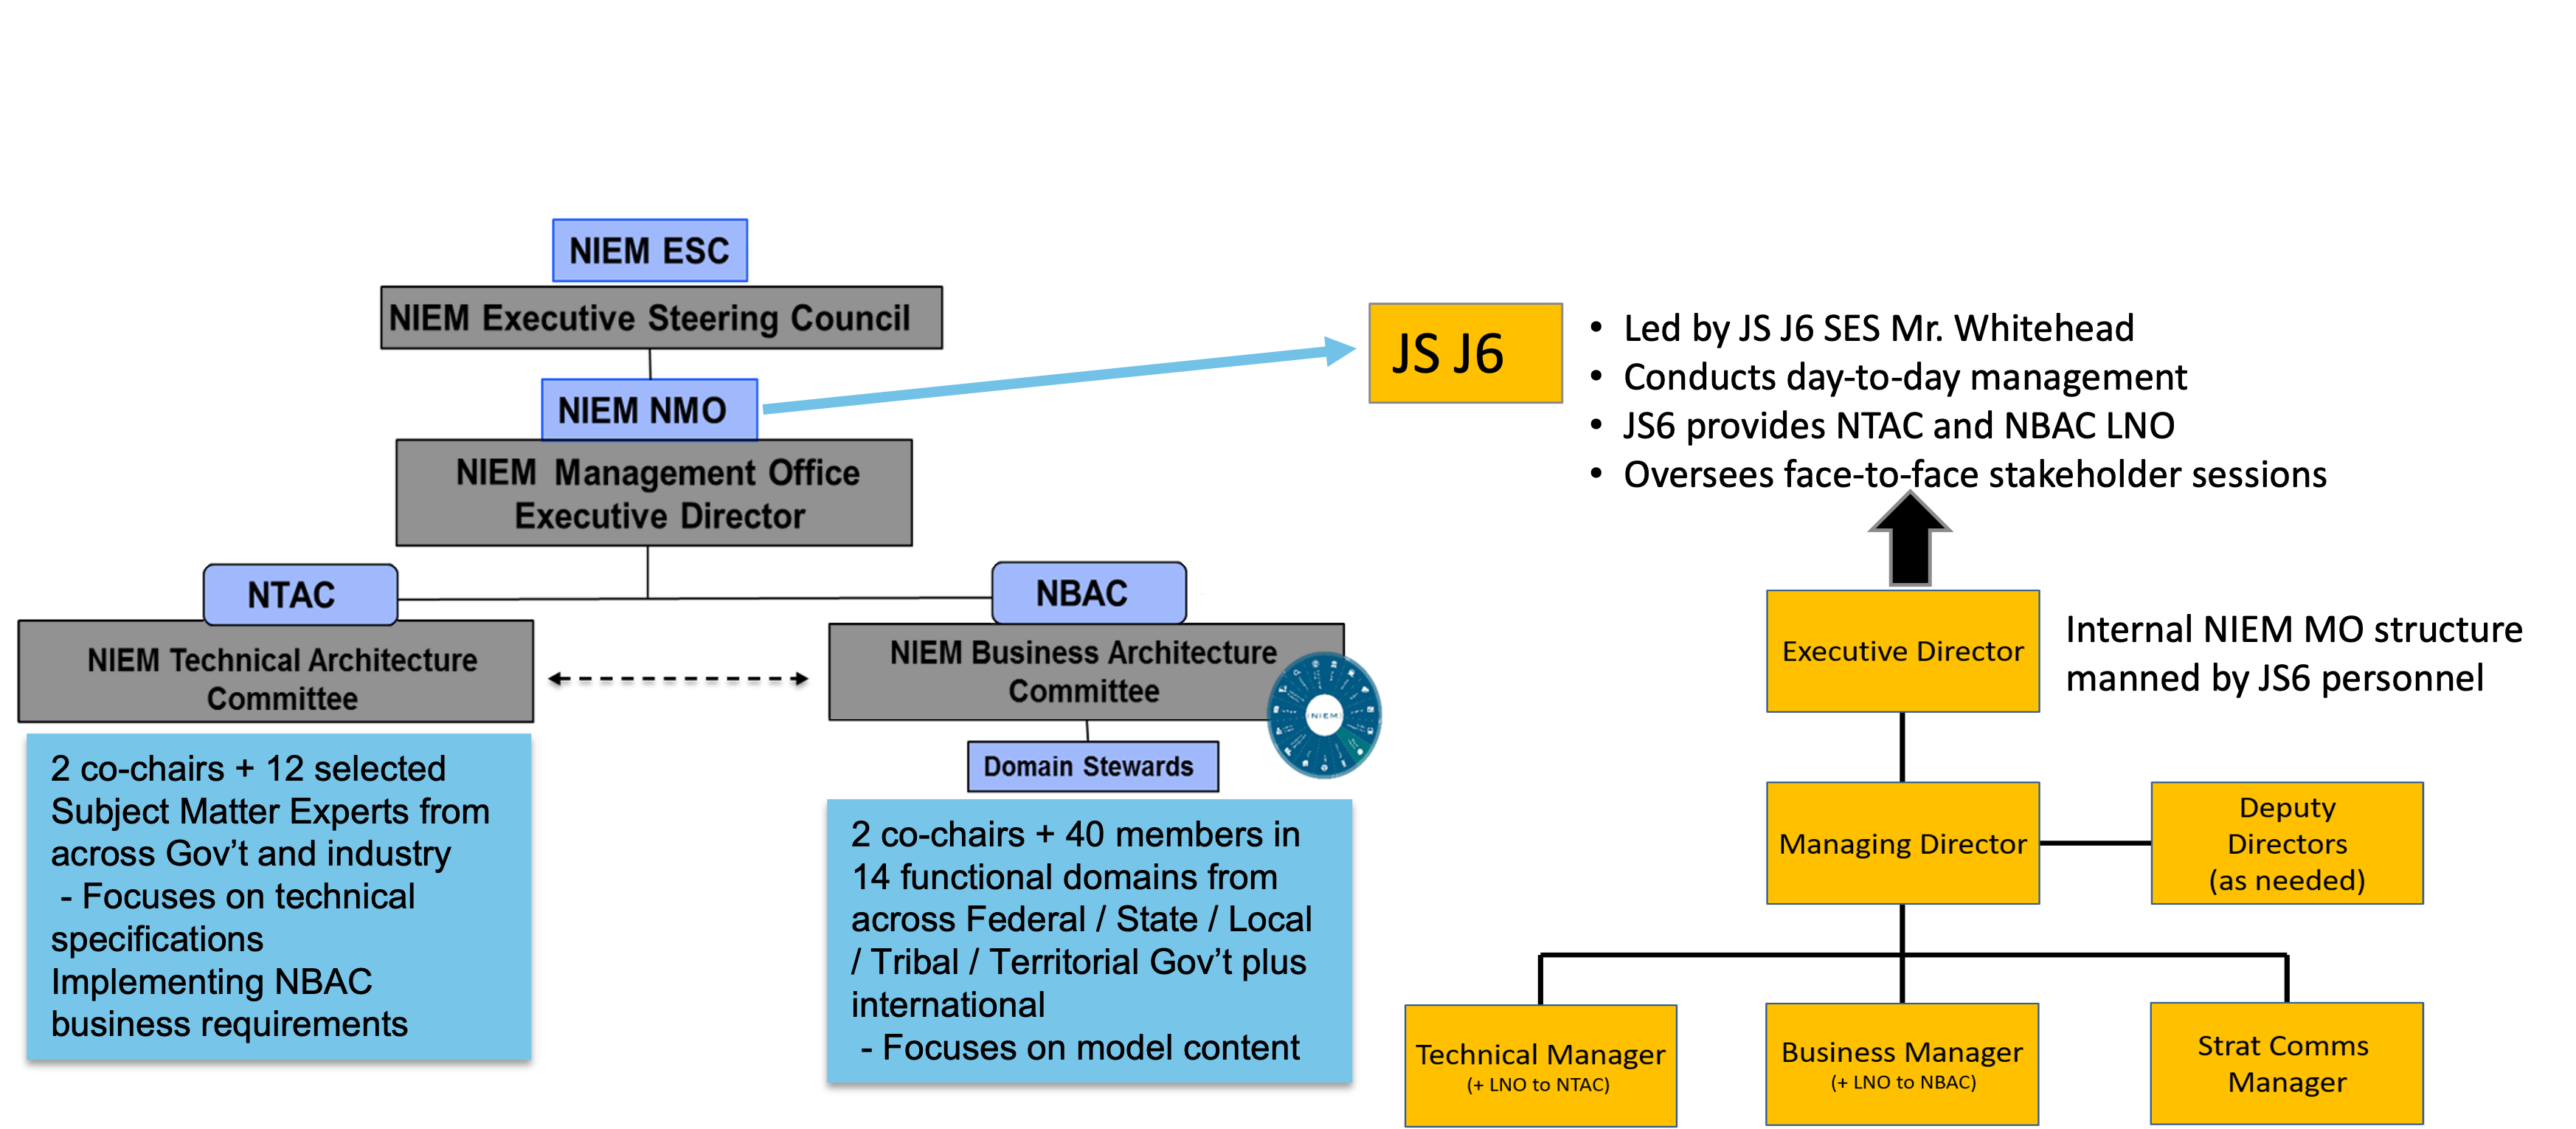 NIEM ESC
NIEM Executive Steering Council
NIEM NMO
NIEM Management Office
Executive Director
NTAC
NIEM Technical Architecture
Committee
2 co-chairs + 12 selected
Subject Matter Experts from
across Gov't and industry
- Focuses on technical
specifications
Implementing NBAC
business requirements
NBAC
NIEM Business Architecture
Committee
NIEM
Domain Stewards
2 co-chairs + 40 members in
14 functional domains from
across Federal / State / Local
/ Tribal / Territorial Gov't plus
international
- Focuses on model content
JS J6
• Led by JS J6 SES Mr. Whitehead
• Conducts day-to-day management
• JS6 provides NTAC and NBAC LNO
• Oversees face-to-face stakeholder sessions
Executive Director
Internal NIEM MO structure
manned by JS6 personnel
Managing Director
Deputy
Directors
(as needed)
Technical Manager
(+ LNO to NTAC)
Business Manager
(+ LNO to NBAC)
Strat Comms
Manager